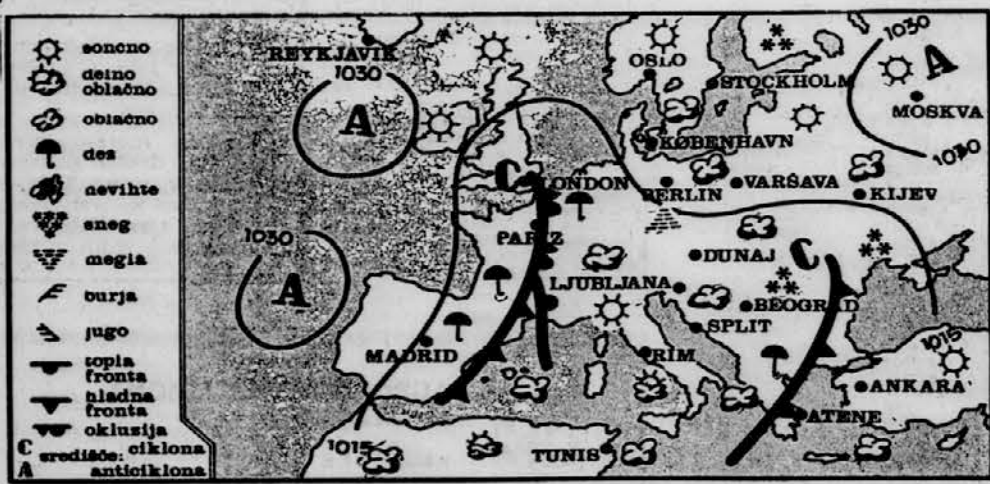 sončno
delno
oblačno
oblačno
dež
nevihte
sneg
megla
burja
jugo
topla
fronta
hladna
fronta
okluzija
C središče: ciklona
A anticiklona
REYKJAVIK
1030
A
1030
A
OSLO
STOCKHOLM
1030
A
MOSKVA
1030
KØBENHAVN
C
LONDON
BERLIN
VARŠAVA
KIJEV
PARIZ
DUNAJ
C
LJUBLJANA
BEOGRAD
SPLIT
MADRID
RIM
1015
ANKARA
ATENE
1015
TUNIS